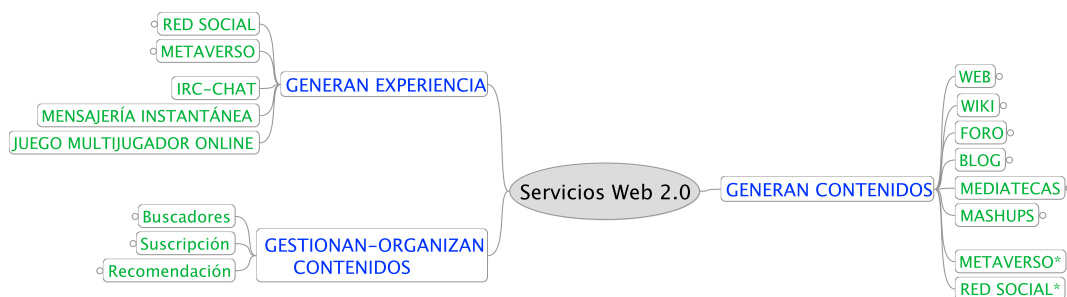 RED SOCIAL
METAVERSO
IRC-CHAT
MENSAJERÍA INSTANTÁNEA
JUEGO MULTIJUGADOR ONLINE
GENERAN EXPERIENCIA
Buscadores
Suscripción
Recomendación
GESTIONAN-ORGANIZAN
CONTENIDOS
Servicios Web 2.0
GENERAN CONTENIDOS
WEB
WIKI
FORO
BLOG
MEDIATECAS
MASHUPS
METAVERSO*
RED SOCIAL*